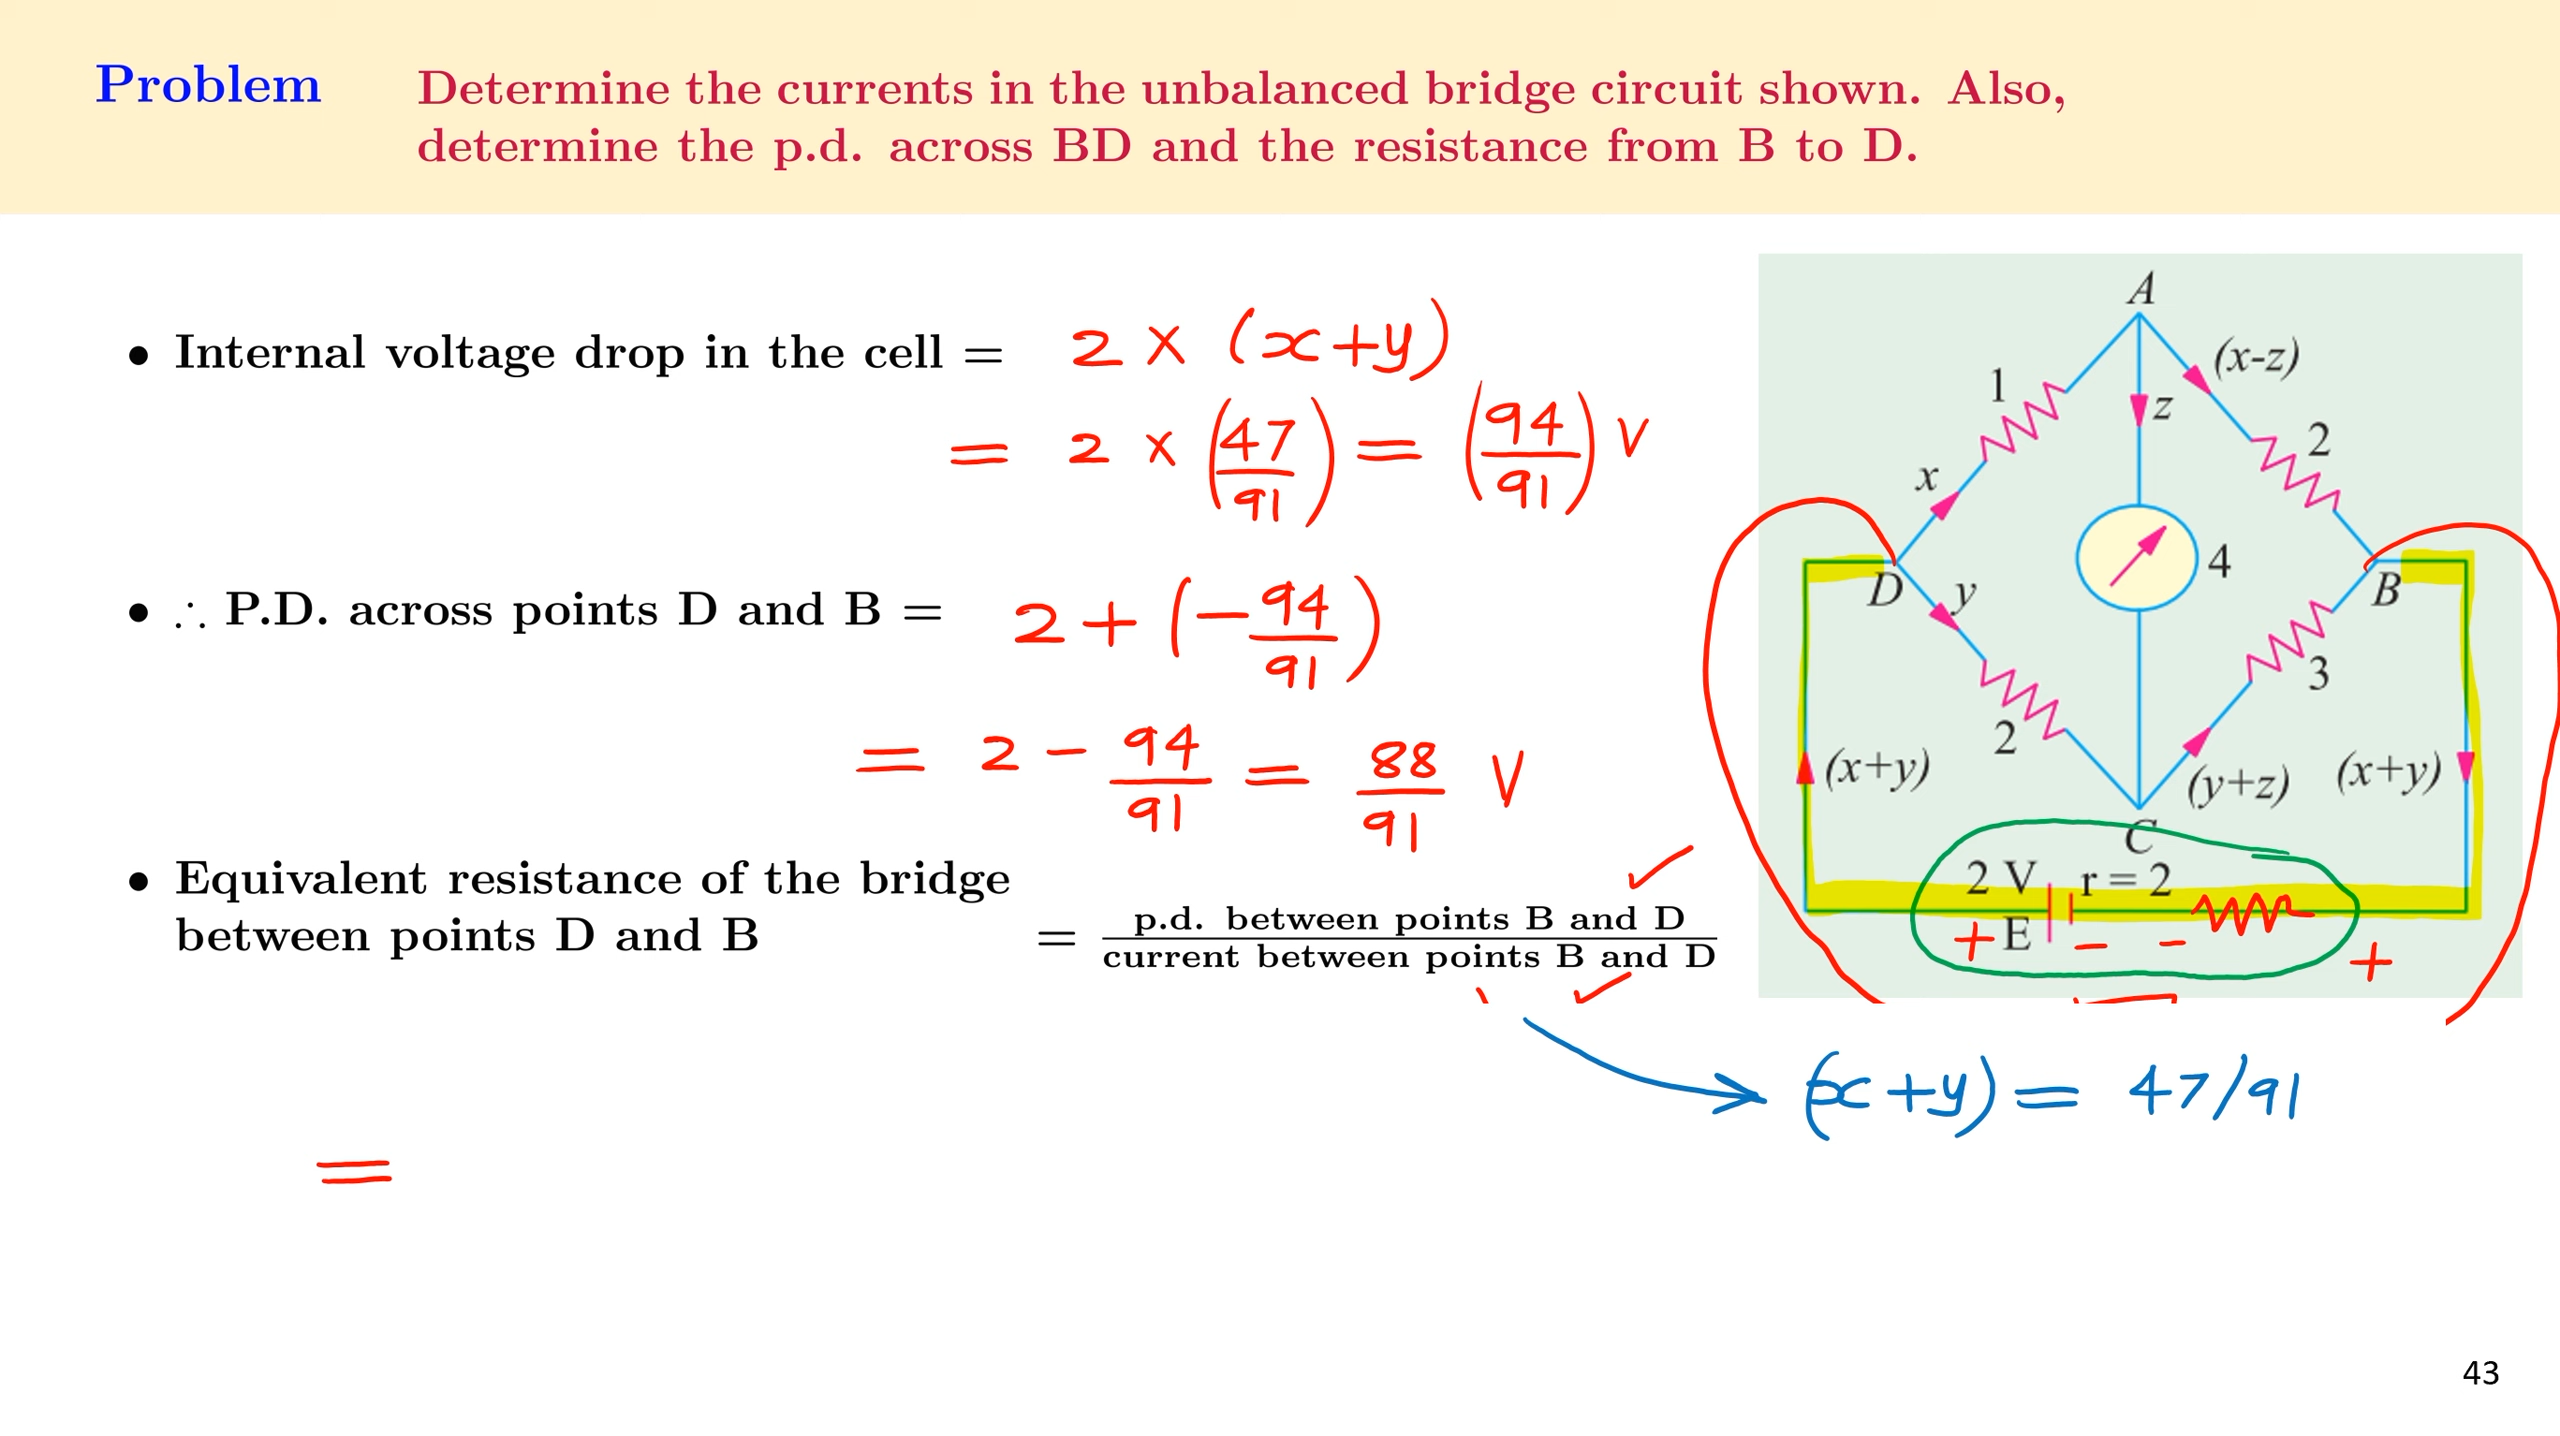 Problem
Determine the currents in the unbalanced bridge circuit shown. Also,
determine the p.d. across BD and the resistance from B to D.
• Internal voltage drop in the cell = 2 × (x+y)
= 2 × (47/91) = (94/91) V
• ∴ P.D. across points D and B = 2 + (−94/91)
= 2 − 94/91 = 88/91 V
• Equivalent resistance of the bridge
between points D and B
= p.d. between points B and D
current between points B and D
(x+y) = 47/91
=
A
(x-z)
1
z
2
x
4
D
B
y
3
2
(x+y)
(y+z)
(x+y)
C
2 V r = 2
+ E − − +
43